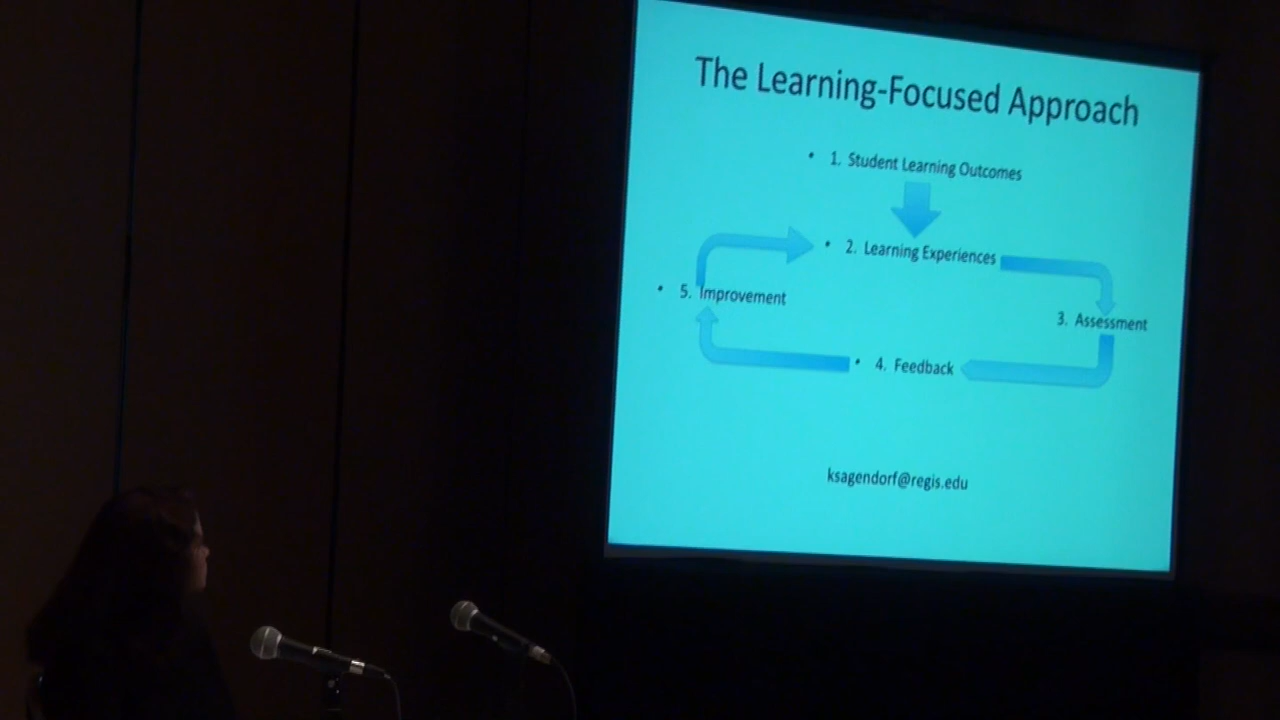 The Learning-Focused Approach
• 1. Student Learning Outcomes
• 2. Learning Experiences
• 5. Improvement
3. Assessment
• 4. Feedback
ksagendorf@regis.edu